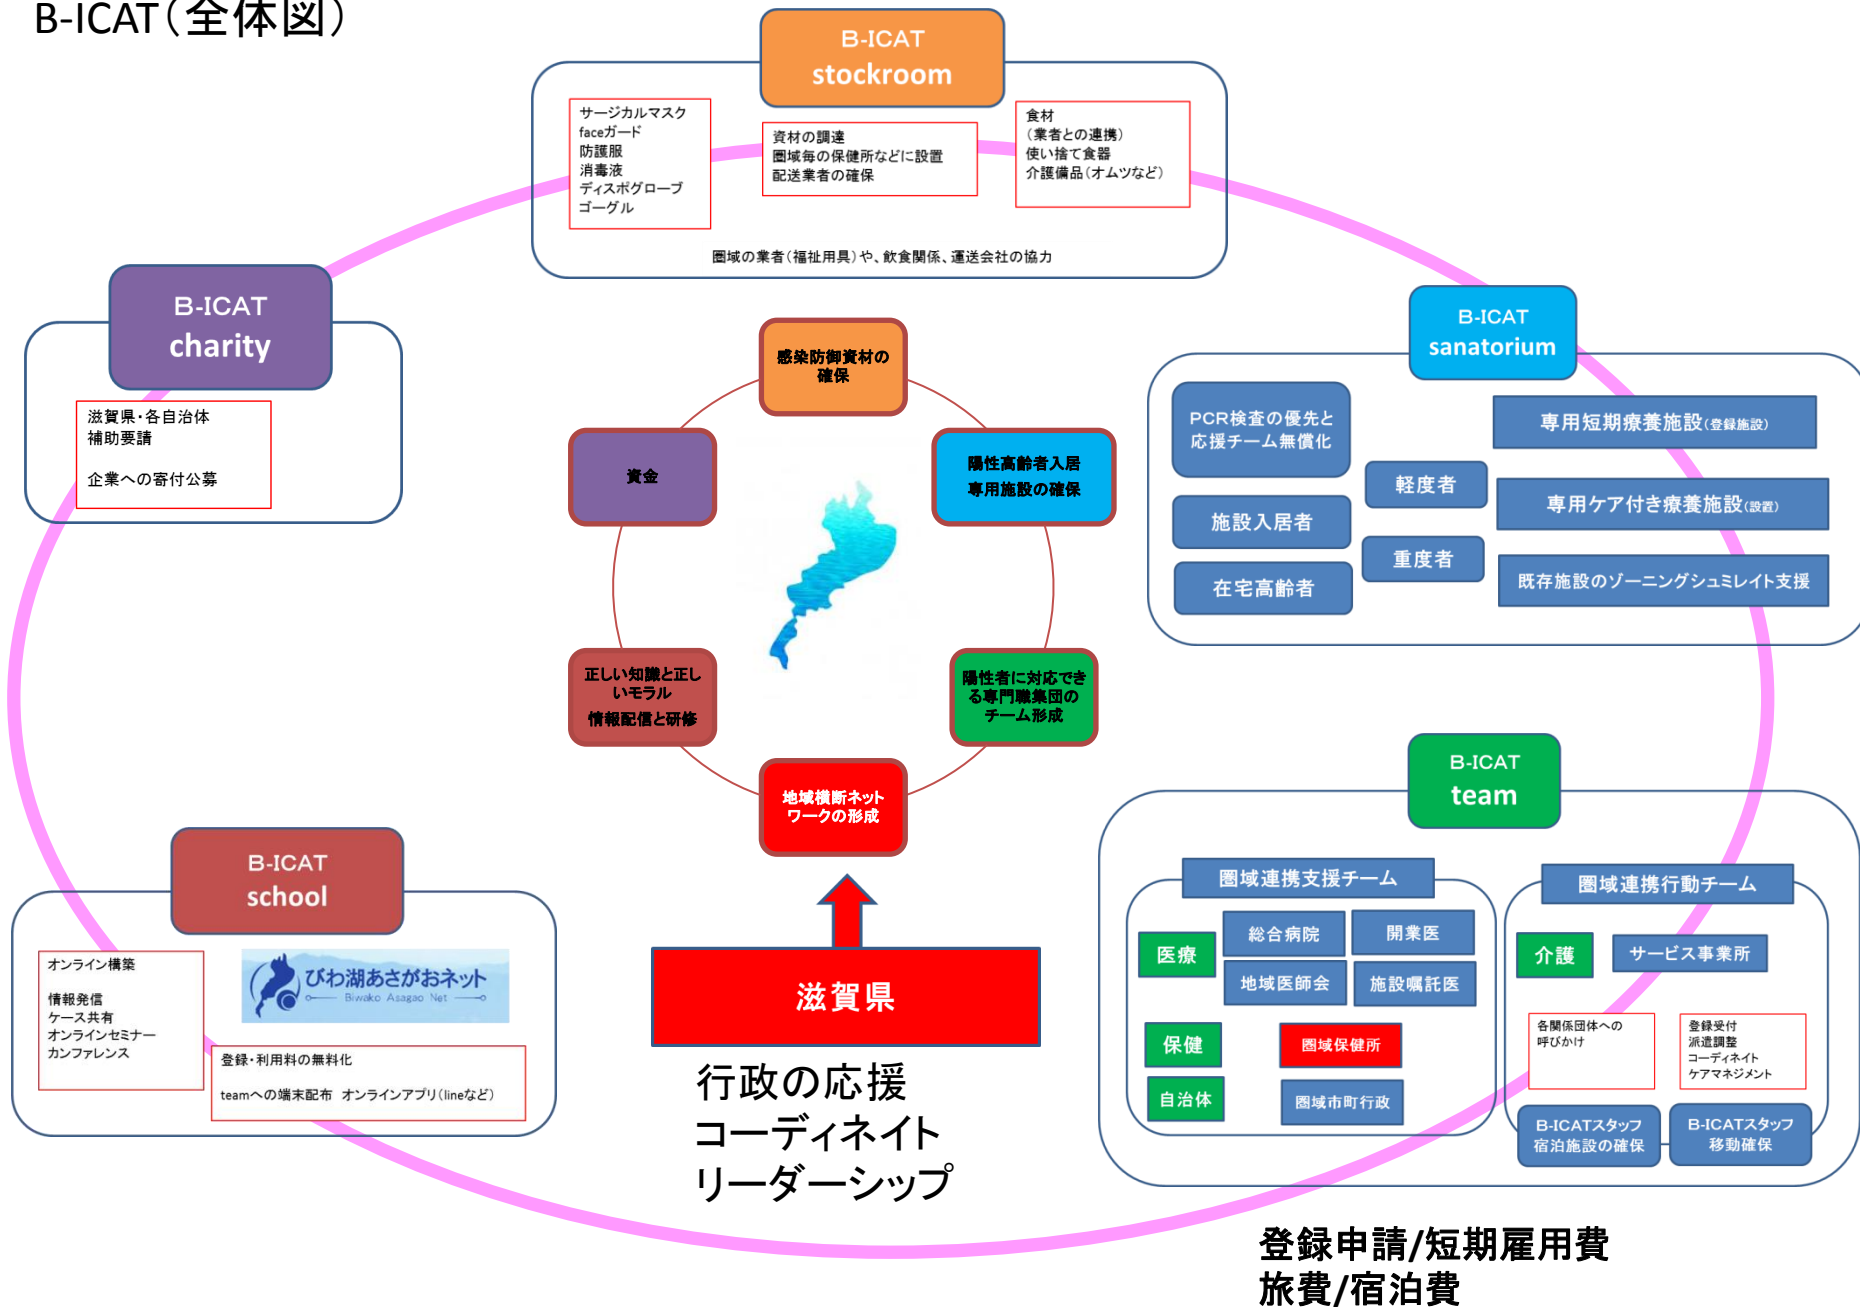 B-ICAT（全体図）
B-ICAT
stockroom
サージカルマスク
faceガード
防護服
消毒液
ディスポグローブ
ゴーグル
資材の調達
圏域毎の保健所などに設置
配送業者の確保
食材
（業者との連携）
使い捨て食器
介護備品（オムツなど）
圏域の業者（福祉用具）や、飲食関係、運送会社の協力
B-ICAT
charity
滋賀県・各自治体
補助要請
企業への寄付公募
感染防御資材の
確保
資金
陽性高齢者入居
専用施設の確保
正しい知識と正し
いモラル
情報配信と研修
陽性者に対応でき
る専門職集団の
チーム形成
地域横断ネット
ワークの形成
B-ICAT
sanatorium
PCR検査の優先と
応援チーム無償化
施設入居者
在宅高齢者
軽度者
重度者
専用短期療養施設（登録施設）
専用ケア付き療養施設（設置）
既存施設のゾーニングシュミレイト支援
B-ICAT
school
オンライン構築
情報発信
ケース共有
オンラインセミナー
カンファレンス
びわ湖あさがおネット
Biwako Asagao Net
登録・利用料の無料化
teamへの端末配布　オンラインアプリ（lineなど）
滋賀県
行政の応援
コーディネイト
リーダーシップ
B-ICAT
team
圏域連携支援チーム
医療
総合病院
開業医
地域医師会
施設嘱託医
保健
圏域保健所
自治体
圏域市町行政
圏域連携行動チーム
介護
サービス事業所
各関係団体への
呼びかけ
登録受付
派遣調整
コーディネイト
ケアマネジメント
B-ICATスタッフ
宿泊施設の確保
B-ICATスタッフ
移動確保
登録申請/短期雇用費
旅費/宿泊費